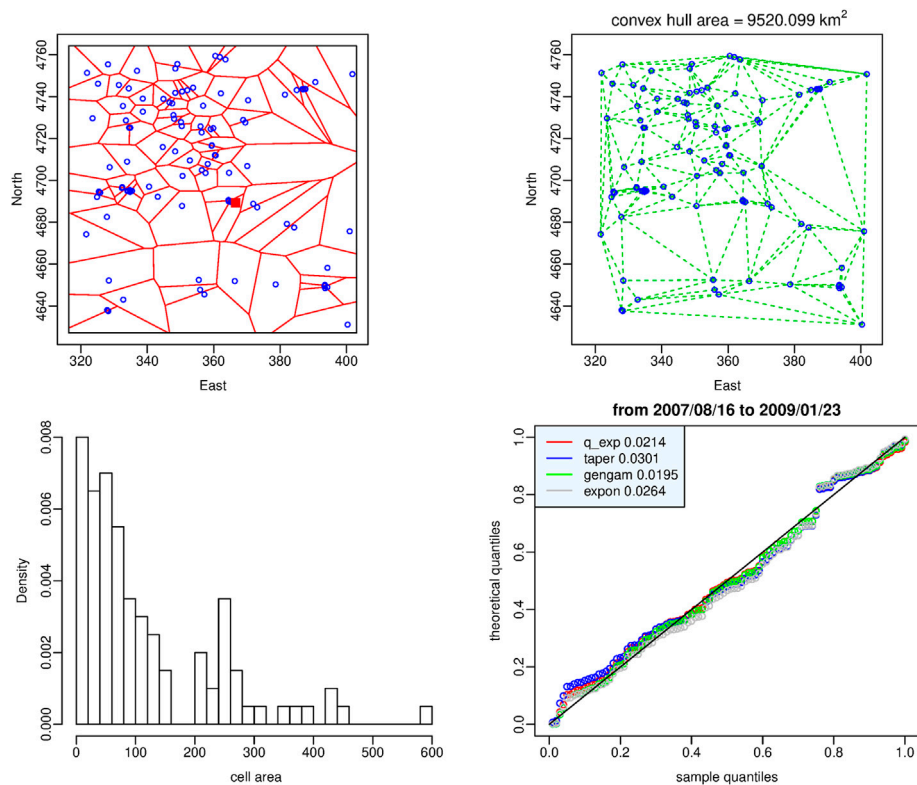 convex hull area = 9520.099 km²
North
4640 4660 4680 4700 4720 4740 4760
320 340 360 380 400
East
North
4640 4660 4680 4700 4720 4740 4760
320 340 360 380 400
East
Density
0.000 0.002 0.004 0.006 0.008
0 100 200 300 400 500 600
cell area
from 2007/08/16 to 2009/01/23
q_exp 0.0214
taper 0.0301
gengam 0.0195
expon 0.0264
theoretical quantiles
0.0 0.2 0.4 0.6 0.8 1.0
0.0 0.2 0.4 0.6 0.8 1.0
sample quantiles